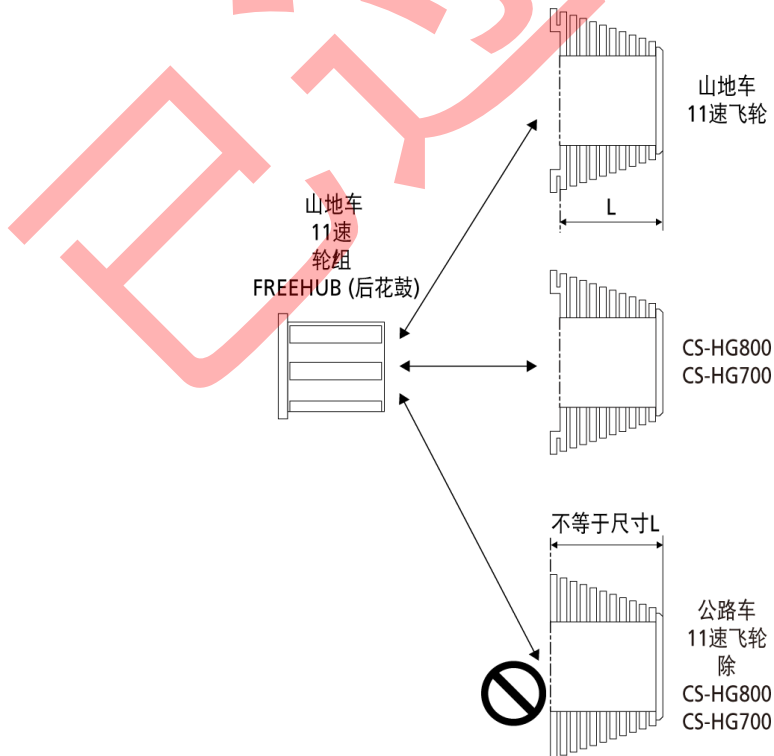 山地车
11速飞轮
L
山地车
11速
轮组
FREEHUB (后花鼓)
CS-HG800
CS-HG700
不等于尺寸L
公路车
11速飞轮
除
CS-HG800
CS-HG700